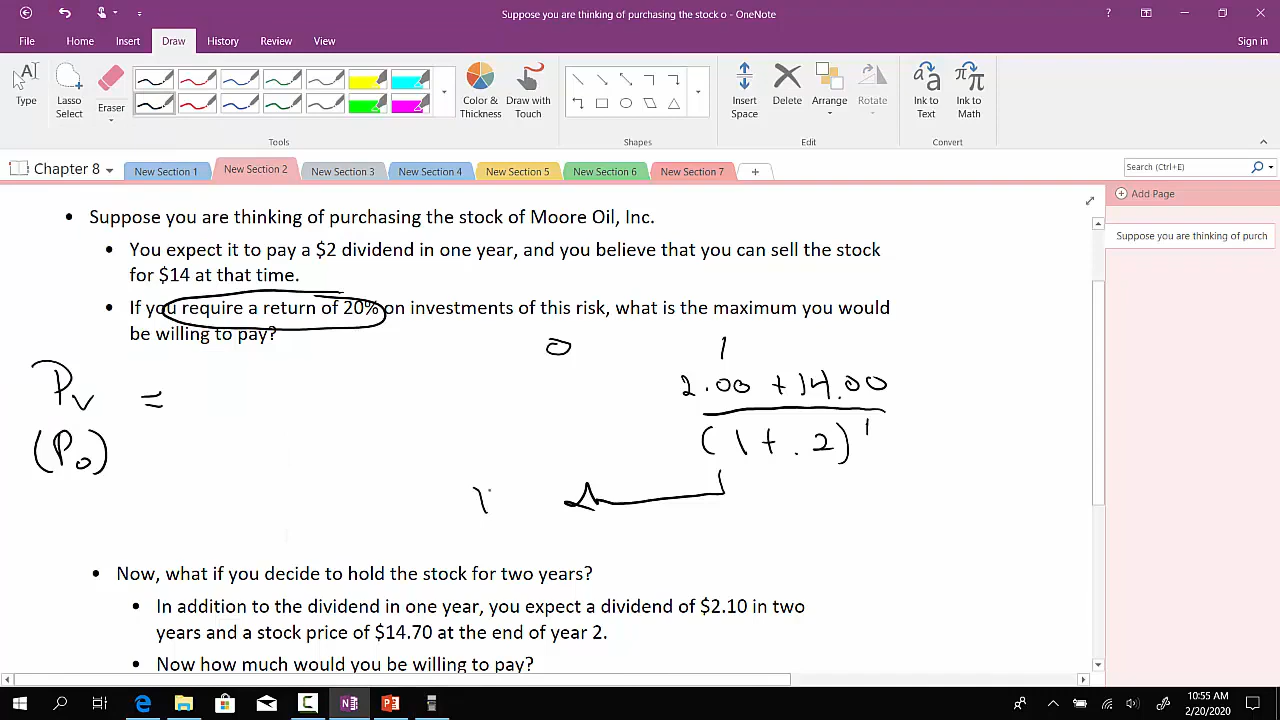 Suppose you are thinking of purchasing the stock o - OneNote
File Home Insert Draw History Review View Sign in
Type
Lasso Select
Eraser
Color & Thickness
Draw with Touch
Insert Space
Delete
Arrange
Rotate
Ink to Text
Ink to Math
Tools Shapes Edit Convert
Chapter 8 New Section 1 New Section 2 New Section 3 New Section 4 New Section 5 New Section 6 New Section 7 Search (Ctrl+E)
Add Page
Suppose you are thinking of purch
• Suppose you are thinking of purchasing the stock of Moore Oil, Inc.
• You expect it to pay a $2 dividend in one year, and you believe that you can sell the stock
for $14 at that time.
• If you require a return of 20% on investments of this risk, what is the maximum you would
be willing to pay?
0 1
PV = 2.00 + 14.00
(P0) (1 + .2)^1
• Now, what if you decide to hold the stock for two years?
• In addition to the dividend in one year, you expect a dividend of $2.10 in two
years and a stock price of $14.70 at the end of year 2.
• Now how much would you be willing to pay?
10:55 AM
2/20/2020